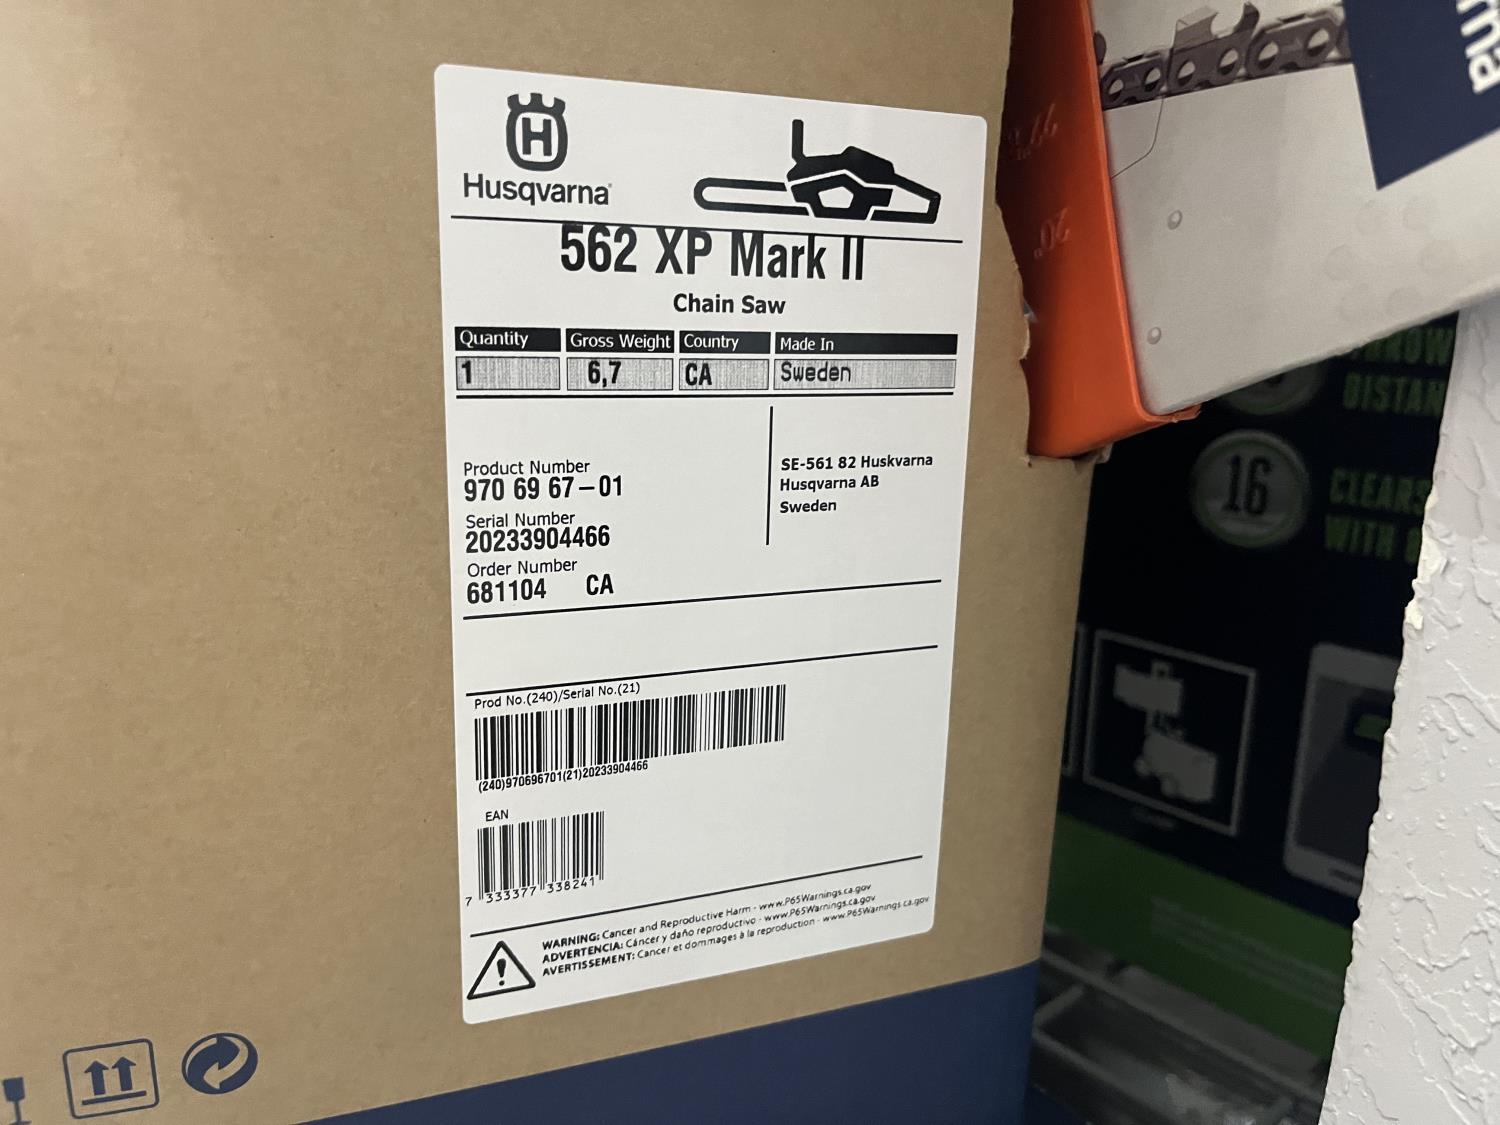 H
Husqvarna
562 XP Mark II
Chain Saw
Quantity Gross Weight Country Made In
1 6,7 CA Sweden
Product Number
970 69 67-01
Serial Number
20233904466
Order Number
681104 CA
SE-561 82 Huskvarna
Husqvarna AB
Sweden
Prod No.(240)/Serial No.(21)
(240)970696701(21)20233904466
EAN
7 333377 338241
WARNING: Cancer and Reproductive Harm - www.P65Warnings.ca.gov
ADVERTENCIA: Cáncer y daño reproductivo - www.P65Warnings.ca.gov
AVERTISSEMENT: Cancer et dommages à la reproduction - www.P65Warnings.ca.gov
20"
16
CLEARS
WITH